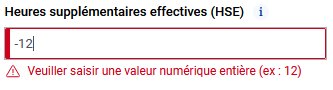 Heures supplémentaires effectives (HSE) i
-12
Veuiller saisir une valeur numérique entière (ex : 12)